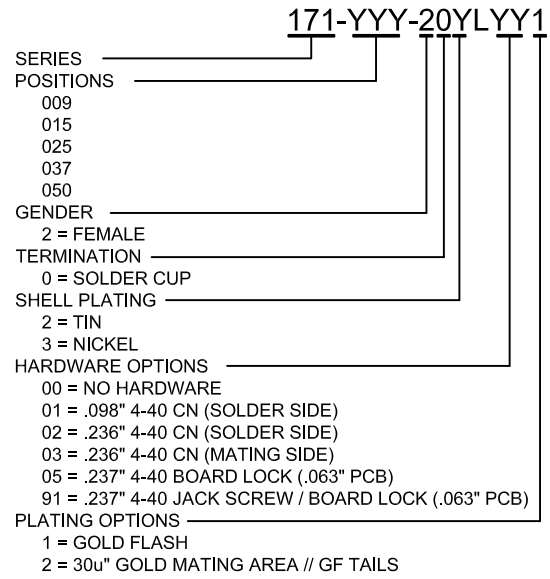 171-YYY-20YLYY1
SERIES
POSITIONS
009
015
025
037
050
GENDER
2 = FEMALE
TERMINATION
0 = SOLDER CUP
SHELL PLATING
2 = TIN
3 = NICKEL
HARDWARE OPTIONS
00 = NO HARDWARE
01 = .098" 4-40 CN (SOLDER SIDE)
02 = .236" 4-40 CN (SOLDER SIDE)
03 = .236" 4-40 CN (MATING SIDE)
05 = .237" 4-40 BOARD LOCK (.063" PCB)
91 = .237" 4-40 JACK SCREW / BOARD LOCK (.063" PCB)
PLATING OPTIONS
1 = GOLD FLASH
2 = 30u" GOLD MATING AREA // GF TAILS